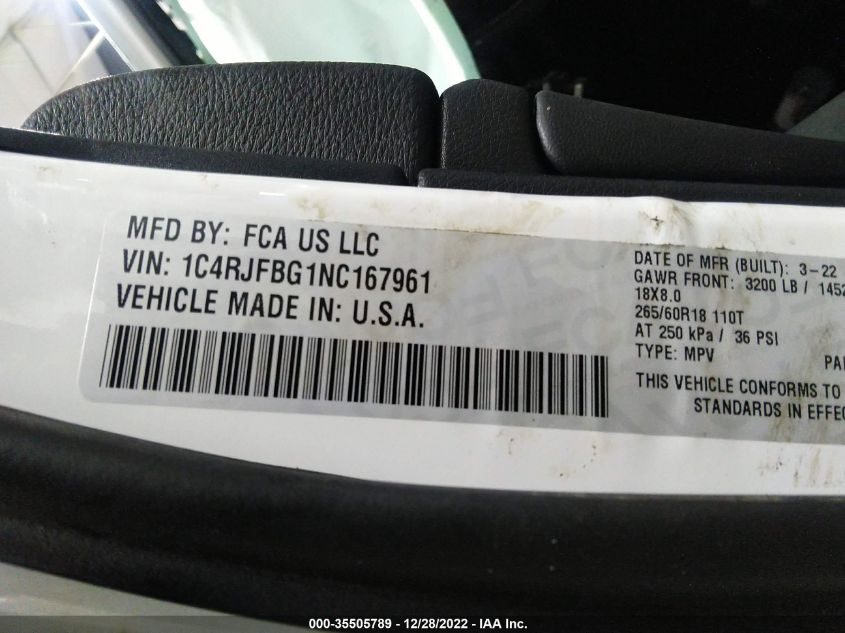 MFD BY: FCA US LLC
VIN: 1C4RJFBG1NC167961
VEHICLE MADE IN: U.S.A.
DATE OF MFR (BUILT): 3-22
GAWR FRONT: 3200 LB / 1452
18X8.0
265/60R18 110T
AT 250 kPa / 36 PSI
TYPE: MPV
THIS VEHICLE CONFORMS TO
STANDARDS IN EFFEC
000-35505789 - 12/28/2022 - IAA Inc.